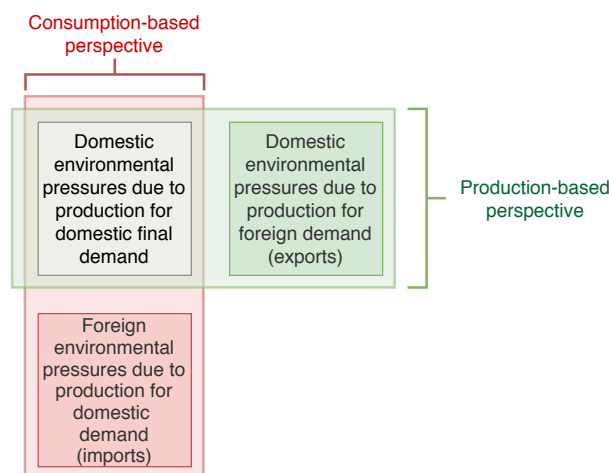 Consumption-based
perspective
Domestic
environmental
pressures due to
production for
domestic final
demand
Domestic
environmental
pressures due to
production for
foreign demand
(exports)
Production-based
perspective
Foreign
environmental
pressures due to
production for
domestic
demand
(imports)